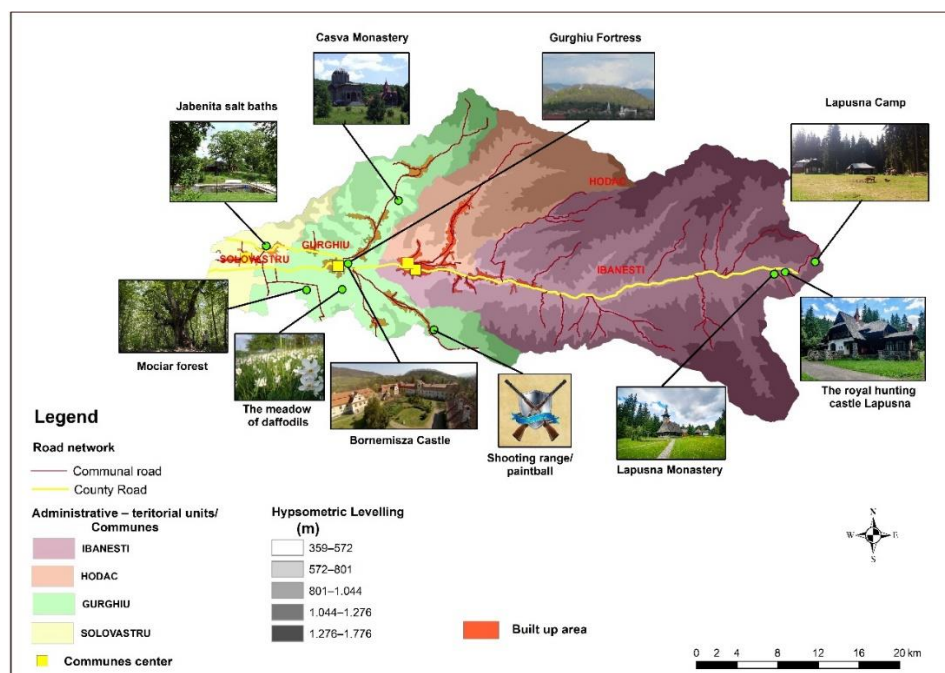 Casva Monastery
Gurghiu Fortress
Jabenita salt baths
Lapusna Camp
HODAC
GURGHIU
SOLOVASTRU
IBANESTI
Mociar forest
The meadow
of daffodils
Bornemisza Castle
Shooting range/
paintball
Lapusna Monastery
The royal hunting
castle Lapusna
Legend
Road network
Communal road
County Road
Administrative – teritorial units/
Communes
IBANESTI
HODAC
GURGHIU
SOLOVASTRU
Communes center
Hypsometric Levelling
(m)
359–572
572–801
801–1.044
1.044–1.276
1.276–1.776
Built up area
N
W E
S
0 2 4 8 12 16 20 km